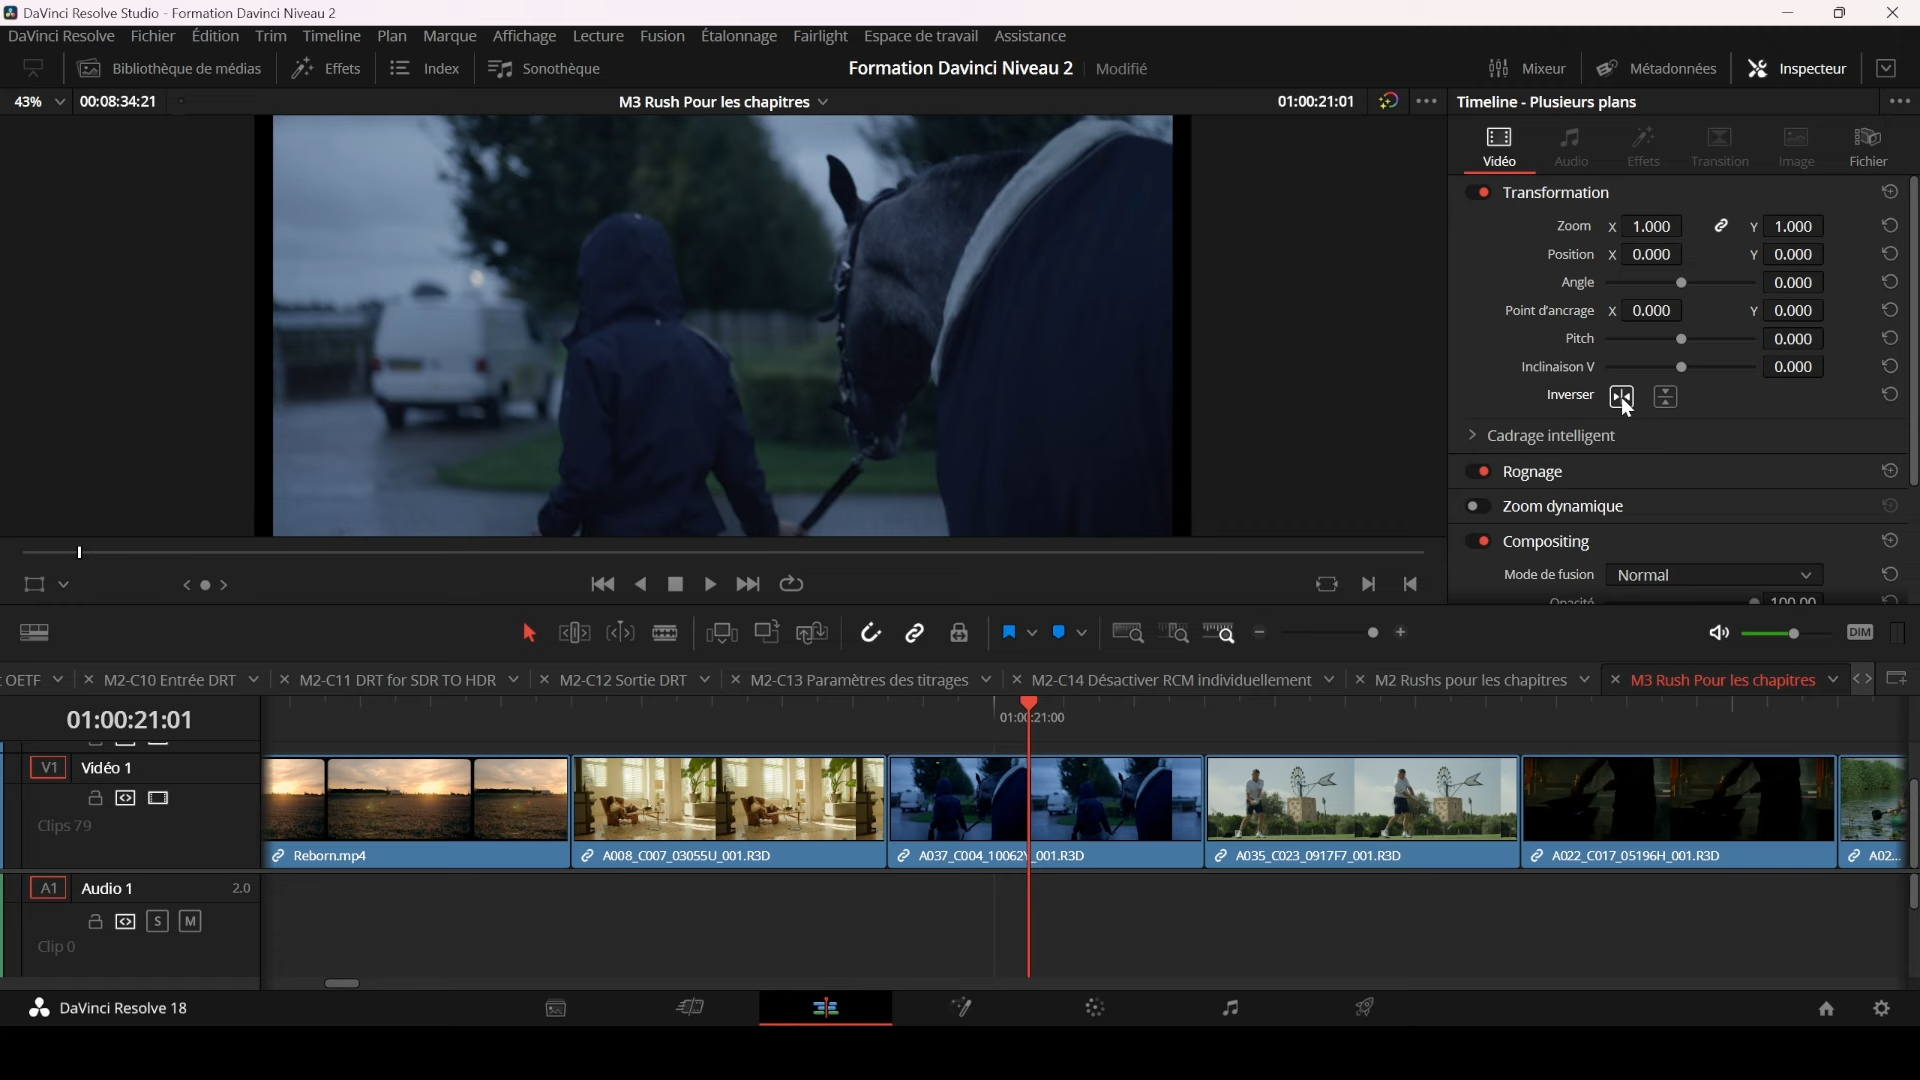 DaVinci Resolve Studio - Formation Davinci Niveau 2
DaVinci Resolve Fichier Édition Trim Timeline Plan Marque Affichage Lecture Fusion Étalonnage Fairlight Espace de travail Assistance
Bibliothèque de médias Effets Index Sonothèque Formation Davinci Niveau 2 Modifié Mixeur Métadonnées Inspecteur
43% 00:08:34:21 M3 Rush Pour les chapitres 01:00:21:01 Timeline - Plusieurs plans
Vidéo Audio Effets Transition Image Fichier
Transformation
Zoom X 1.000 Y 1.000
Position X 0.000 Y 0.000
Angle 0.000
Point d'ancrage X 0.000 Y 0.000
Pitch 0.000
Inclinaison V 0.000
Inverser
Cadrage intelligent
Rognage
Zoom dynamique
Compositing
Mode de fusion Normal
Opacité 100.00
DIM
OETF M2-C10 Entrée DRT M2-C11 DRT for SDR TO HDR M2-C12 Sortie DRT M2-C13 Paramètres des titrages M2-C14 Désactiver RCM individuellement M2 Rushs pour les chapitres M3 Rush Pour les chapitres
01:00:21:01 01:00:21:00
V1 Vidéo 1
Clips 79
Reborn.mp4 A008_C007_03055U_001.R3D A037_C004_10062Y_001.R3D A035_C023_0917F7_001.R3D A022_C017_05196H_001.R3D A02...
A1 Audio 1 2.0
S M
Clip 0
DaVinci Resolve 18